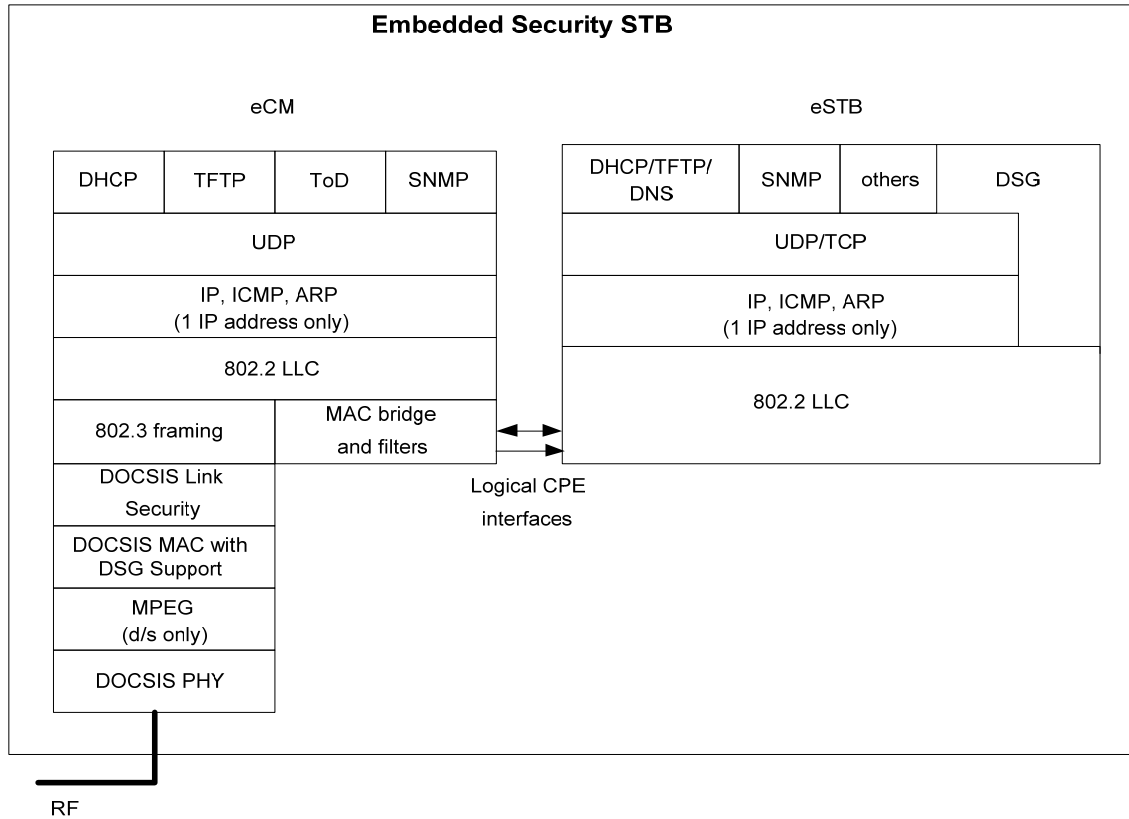 Embedded Security STB
eCM
eSTB
DHCP
TFTP
ToD
SNMP
UDP
IP, ICMP, ARP
(1 IP address only)
802.2 LLC
802.3 framing
MAC bridge
and filters
DOCSIS Link
Security
DOCSIS MAC with
DSG Support
MPEG
(d/s only)
DOCSIS PHY
RF
Logical CPE
interfaces
DHCP/TFTP/
DNS
SNMP
others
DSG
UDP/TCP
IP, ICMP, ARP
(1 IP address only)
802.2 LLC